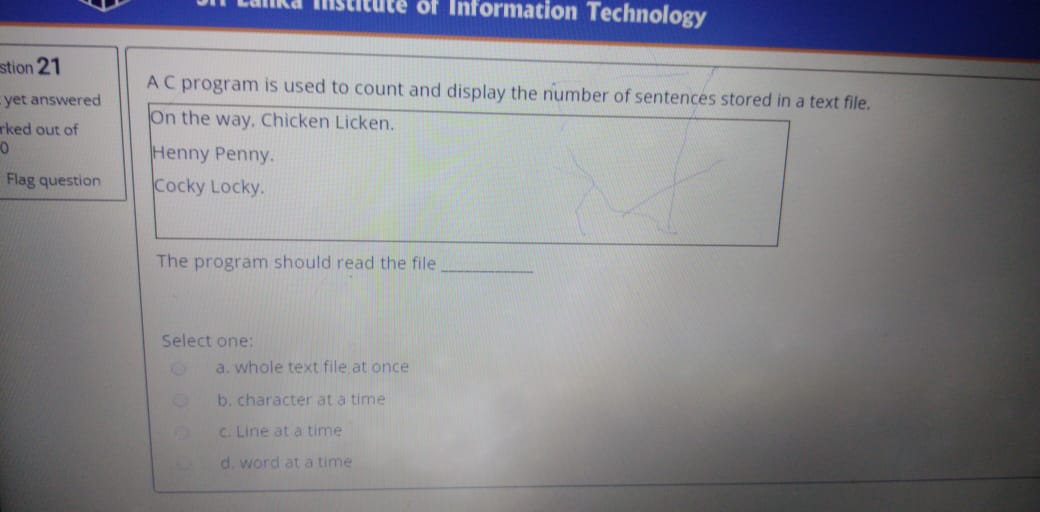 Lanka Institute of Information Technology
stion 21
yet answered
rked out of
0
Flag question
A C program is used to count and display the number of sentences stored in a text file.
On the way. Chicken Licken.
Henny Penny.
Cocky Locky.
The program should read the file ___________
Select one:
a. whole text file at once
b. character at a time
c. Line at a time
d. word at a time